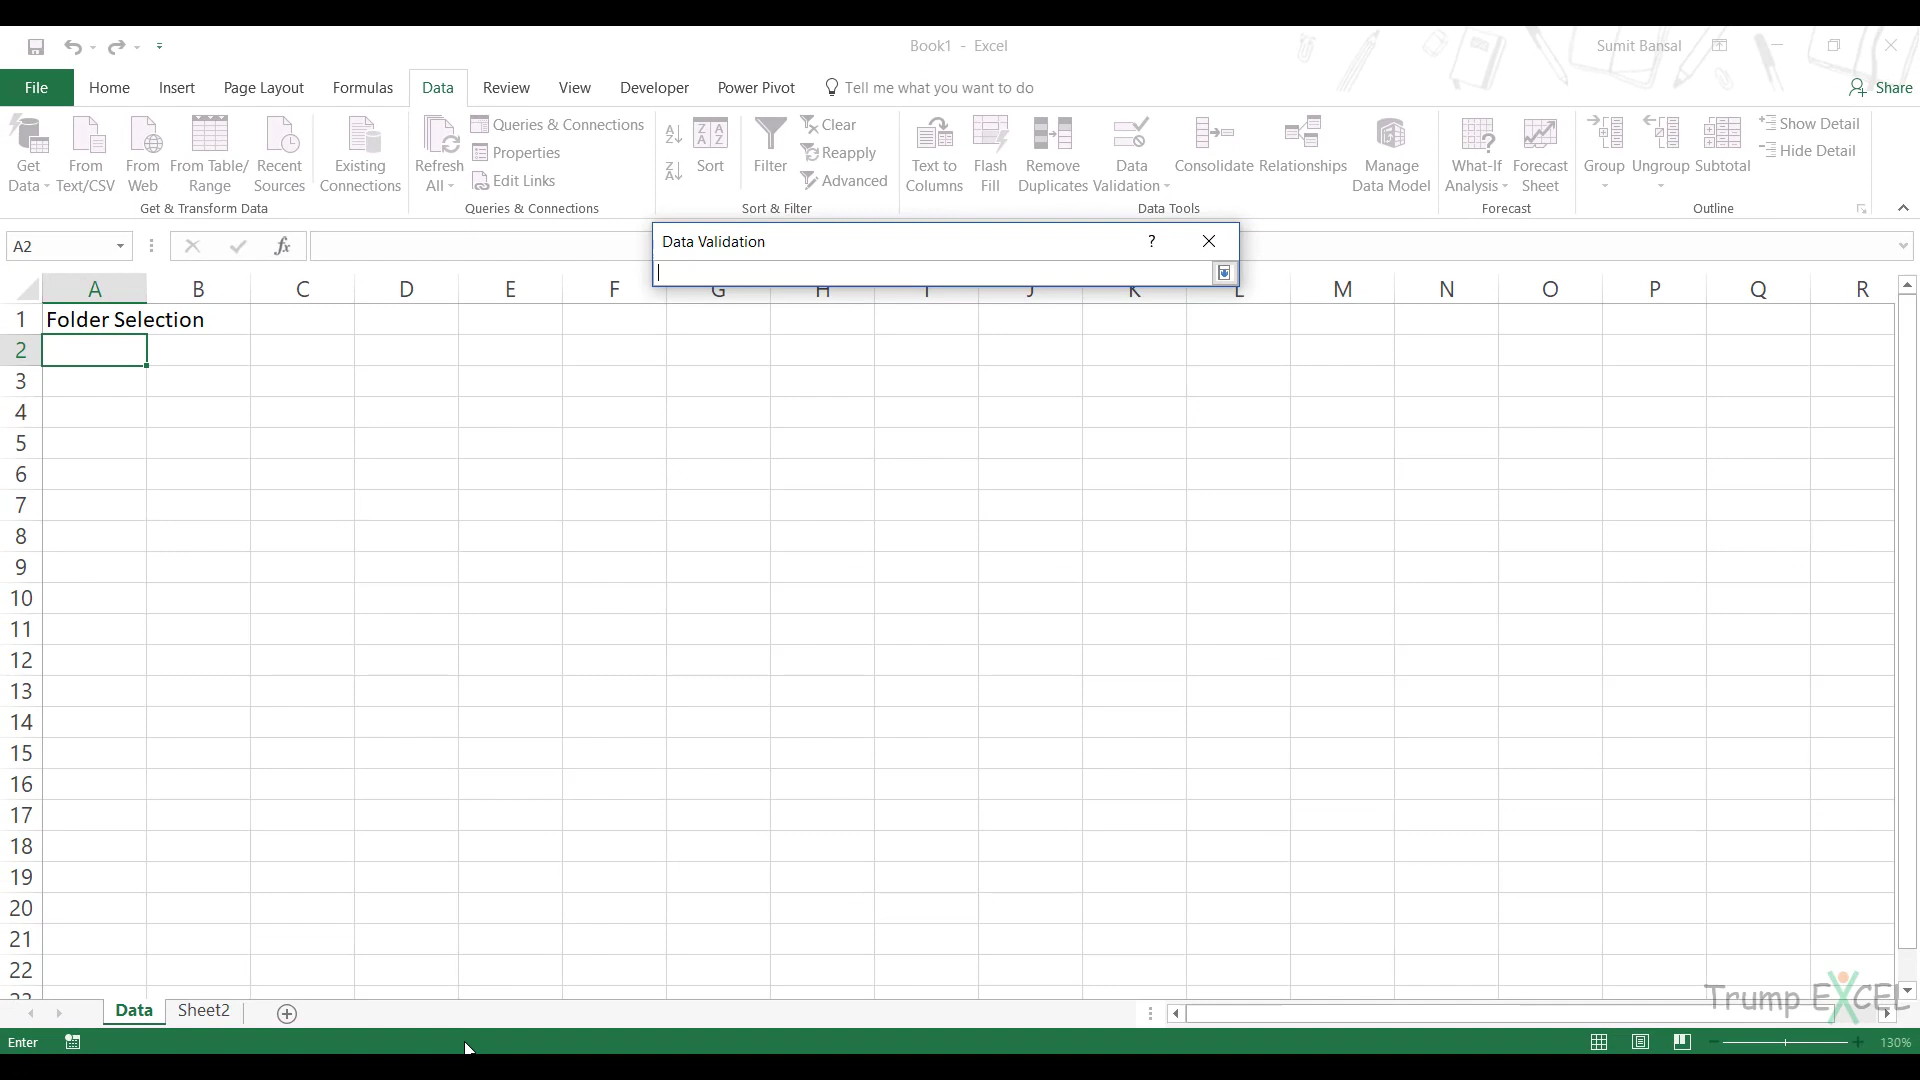 Book1 - Excel
Sumit Bansal
File Home Insert Page Layout Formulas Data Review View Developer Power Pivot Tell me what you want to do Share
Get Data
From Text/CSV
From Web
From Table/ Range
Recent Sources
Existing Connections
Get & Transform Data
Refresh All
Queries & Connections
Properties
Edit Links
Queries & Connections
Sort
Filter
Clear
Reapply
Advanced
Sort & Filter
Text to Columns
Flash Fill
Remove Duplicates
Data Validation
Consolidate
Relationships
Manage Data Model
Data Tools
What-If Analysis
Forecast Sheet
Forecast
Group
Ungroup
Subtotal
Show Detail
Hide Detail
Outline
A2
fx
Data Validation ?
A B C D E F G H I J K L M N O P Q R
1 Folder Selection
2
3
4
5
6
7
8
9
10
11
12
13
14
15
16
17
18
19
20
21
22
23
Data Sheet2
Trump EXCEL
Enter
130%